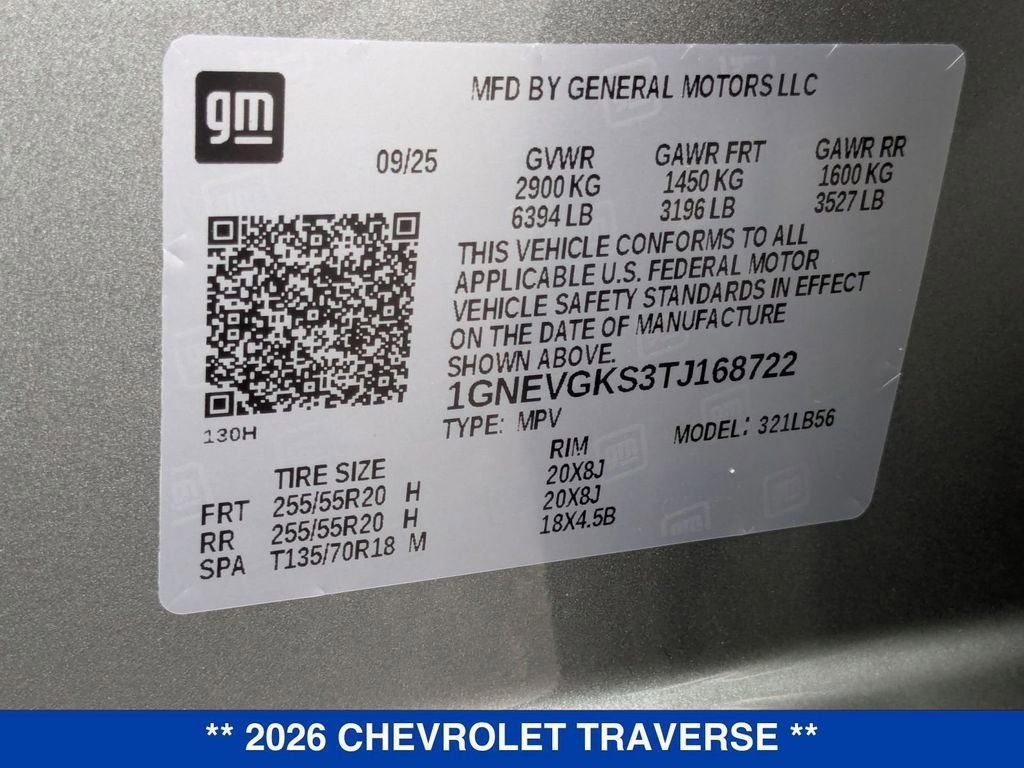 gm
MFD BY GENERAL MOTORS LLC
09/25 GVWR GAWR FRT GAWR RR
2900 KG 1450 KG 1600 KG
6394 LB 3196 LB 3527 LB
THIS VEHICLE CONFORMS TO ALL
APPLICABLE U.S. FEDERAL MOTOR
VEHICLE SAFETY STANDARDS IN EFFECT
ON THE DATE OF MANUFACTURE
SHOWN ABOVE.
1GNEVGKS3TJ168722
130H
TYPE: MPV MODEL: 321LB56
TIRE SIZE RIM
FRT 255/55R20 H 20X8J
RR 255/55R20 H 20X8J
SPA T135/70R18 M 18X4.5B
** 2026 CHEVROLET TRAVERSE **